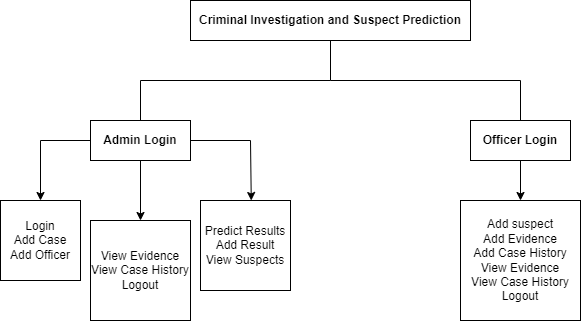 Criminal Investigation and Suspect Prediction
Admin Login
Officer Login
Login
Add Case
Add Officer
View Evidence
View Case History
Logout
Predict Results
Add Result
View Suspects
Add suspect
Add Evidence
Add Case History
View Evidence
View Case History
Logout